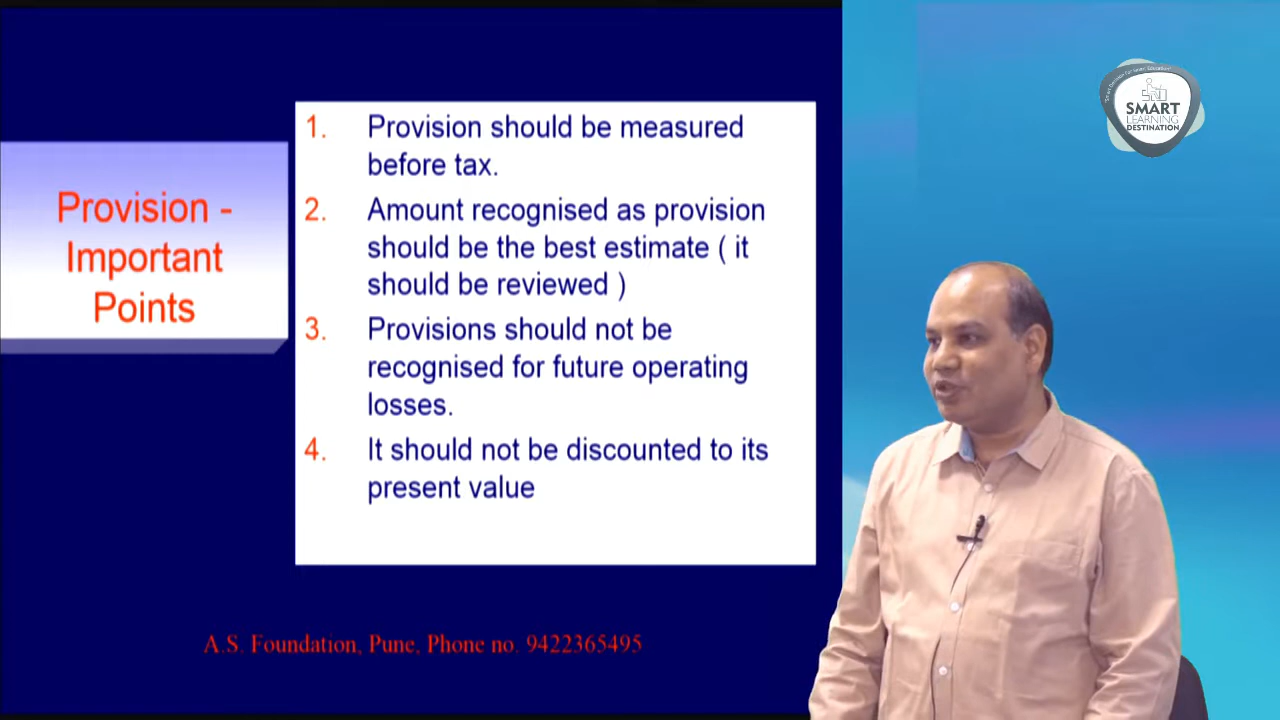 Provision -
Important
Points
1. Provision should be measured
before tax.
2. Amount recognised as provision
should be the best estimate ( it
should be reviewed )
3. Provisions should not be
recognised for future operating
losses.
4. It should not be discounted to its
present value
A.S. Foundation, Pune, Phone no. 9422365495
SMART
LEARNING
DESTINATION